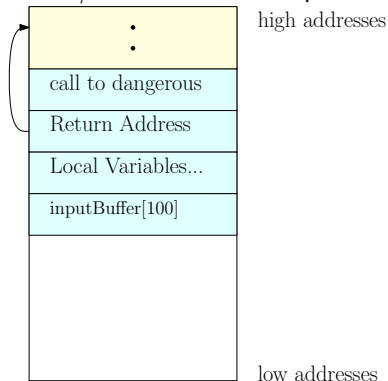 high addresses
call to dangerous
Return Address
Local Variables...
inputBuffer[100]
low addresses